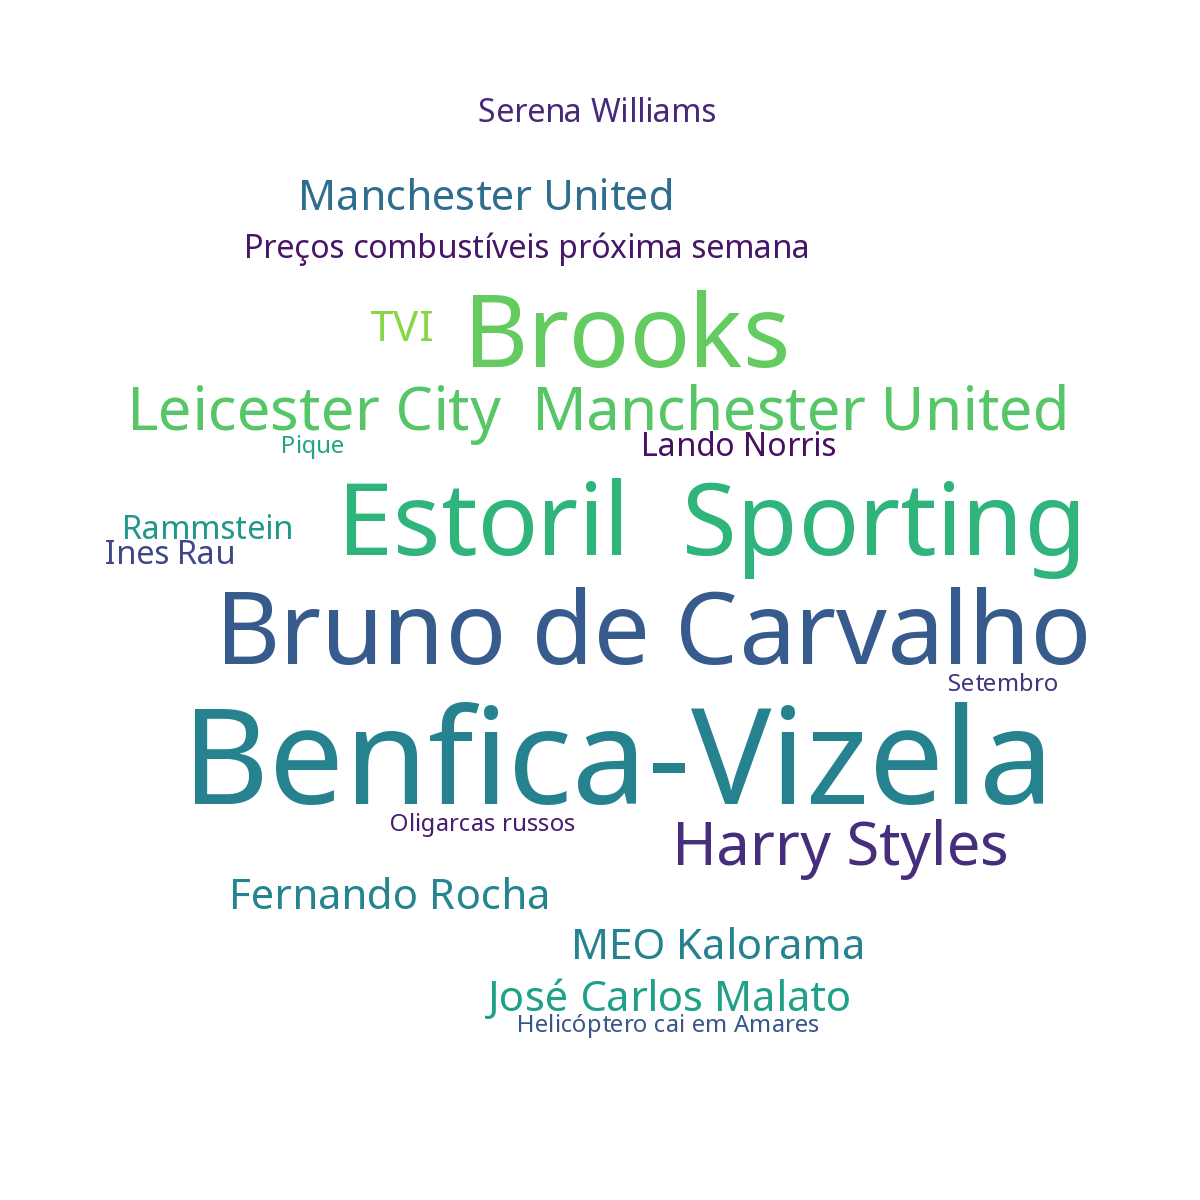 Serena Williams
Manchester United
Preços combustíveis próxima semana
TVI
Brooks
Leicester City  Manchester United
Pique
Lando Norris
Estoril  Sporting
Rammstein
Ines Rau
Bruno de Carvalho
Setembro
Benfica-Vizela
Oligarcas russos
Harry Styles
Fernando Rocha
MEO Kalorama
José Carlos Malato
Helicóptero cai em Amares